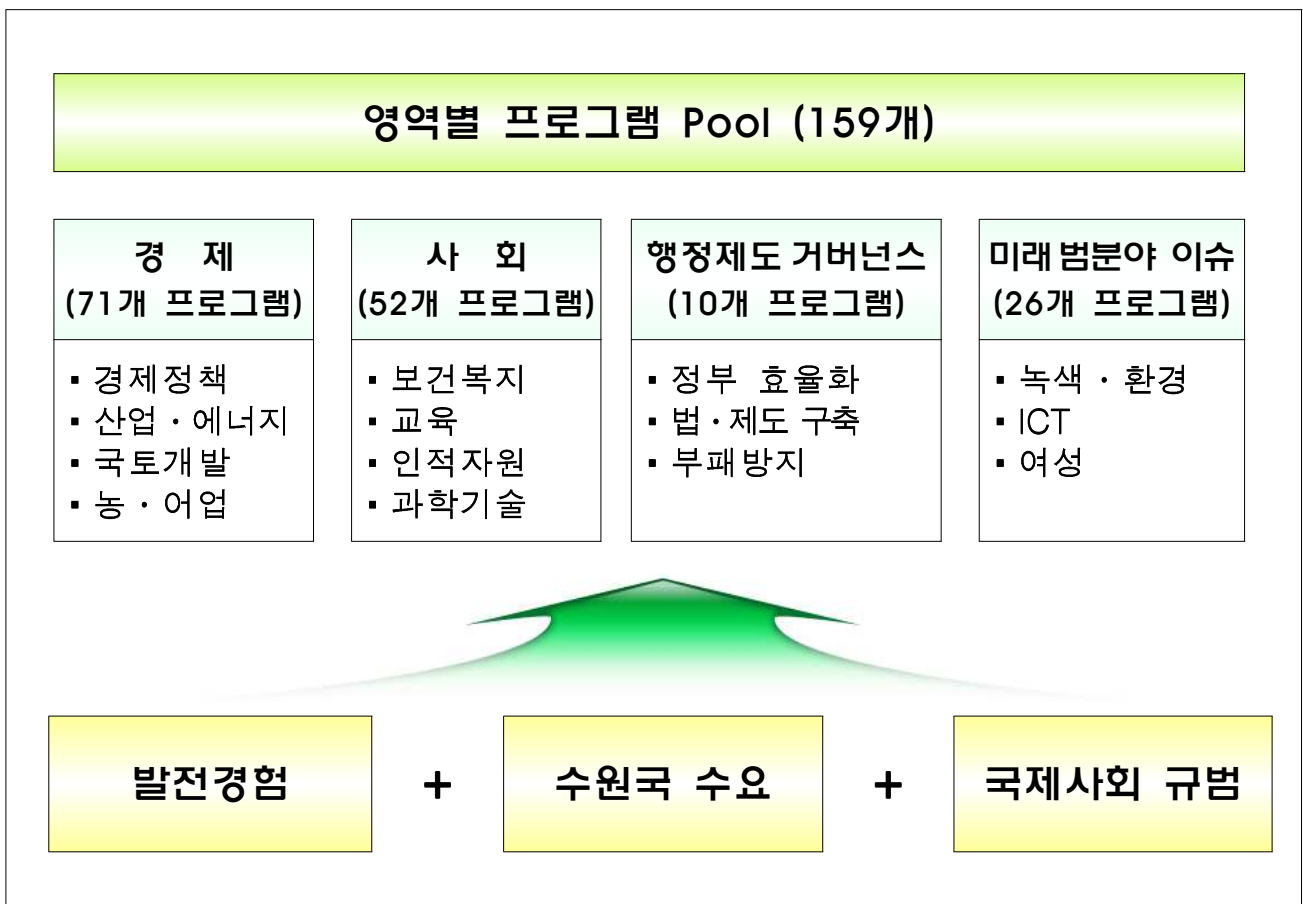 영역별 프로그램 Pool (159개)
경 제
(71개 프로그램)
▪ 경제정책
▪ 산업 · 에너지
▪ 국토개발
▪ 농 · 어업
사 회
(52개 프로그램)
▪ 보건복지
▪ 교육
▪ 인적자원
▪ 과학기술
행정제도 거버넌스
(10개 프로그램)
▪ 정부 효율화
▪ 법 · 제도 구축
▪ 부패방지
미래 범분야 이슈
(26개 프로그램)
▪ 녹색 · 환경
▪ ICT
▪ 여성
발전경험 + 수원국 수요 + 국제사회 규범